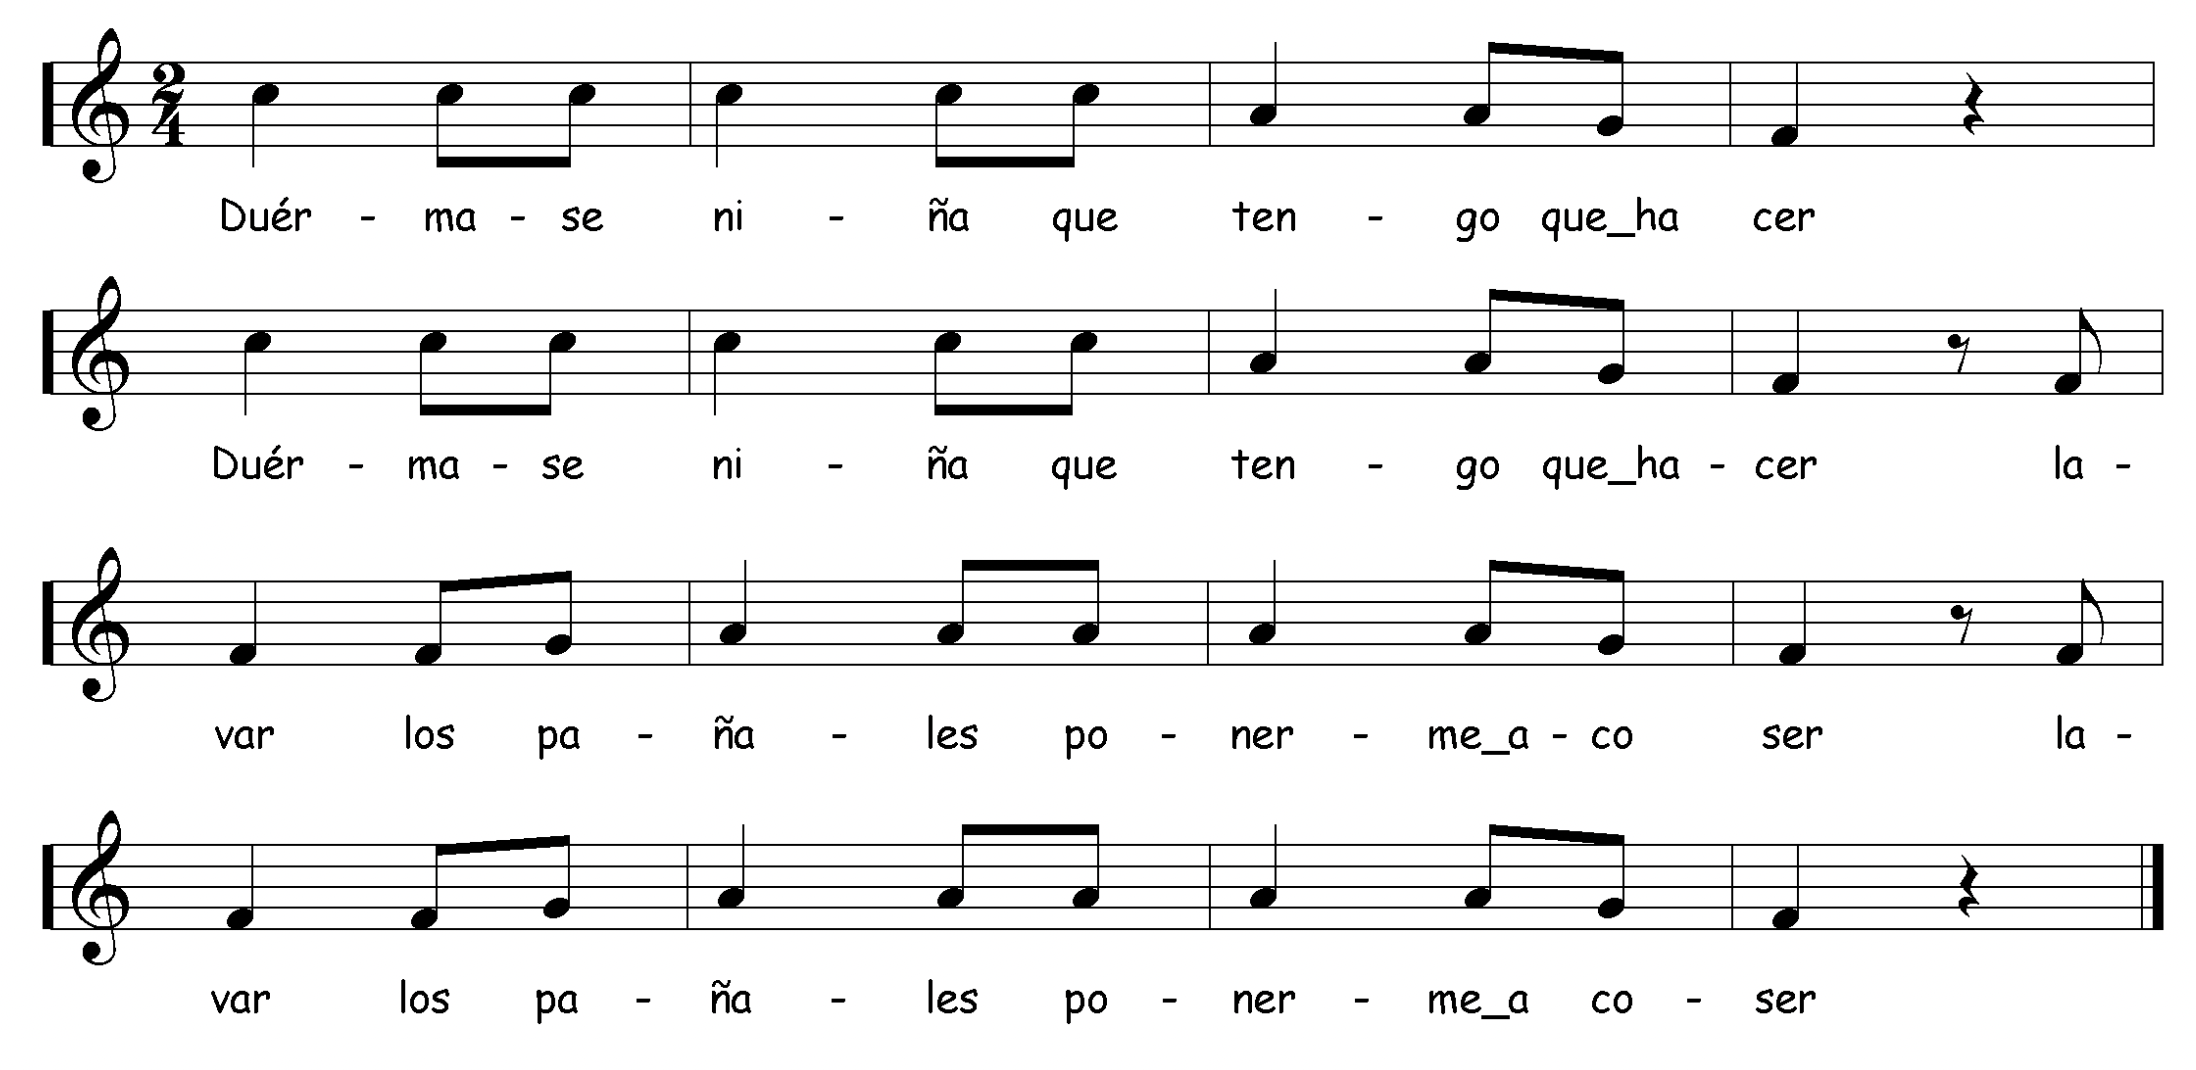 2
4
Duér - ma - se ni - ña que ten - go que_ha cer
Duér - ma - se ni - ña que ten - go que_ha - cer la -
var los pa - ña - les po - ner - me_a - co ser la -
var los pa - ña - les po - ner - me_a co - ser